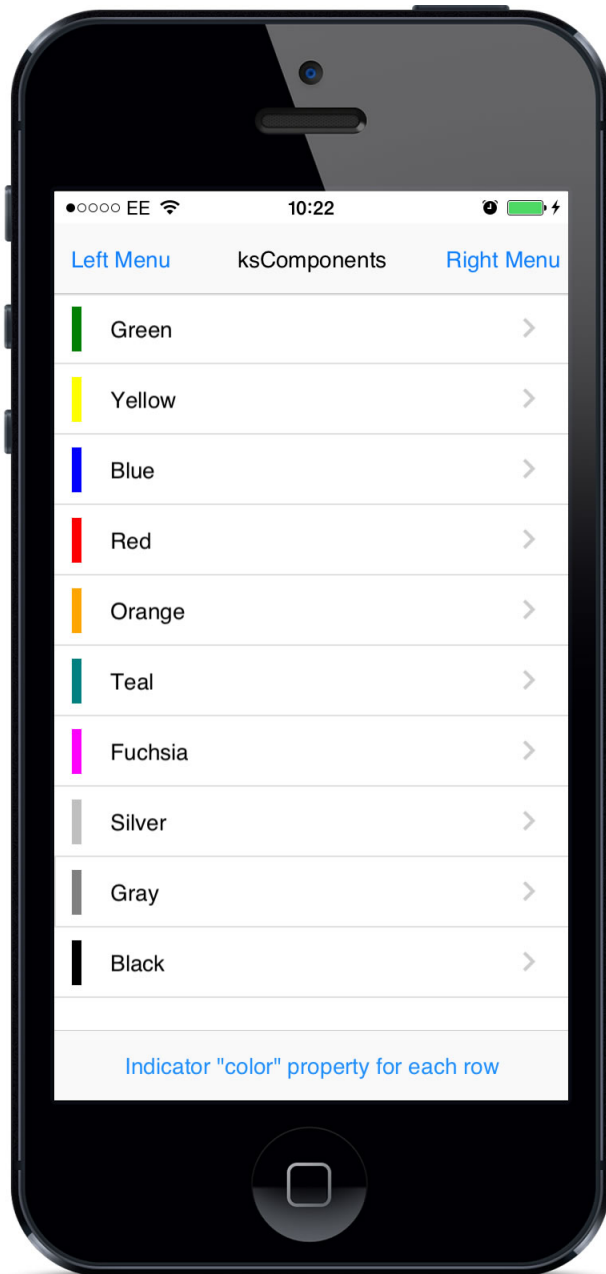 EE 10:22
Left Menu ksComponents Right Menu
Green
Yellow
Blue
Red
Orange
Teal
Fuchsia
Silver
Gray
Black
Indicator "color" property for each row